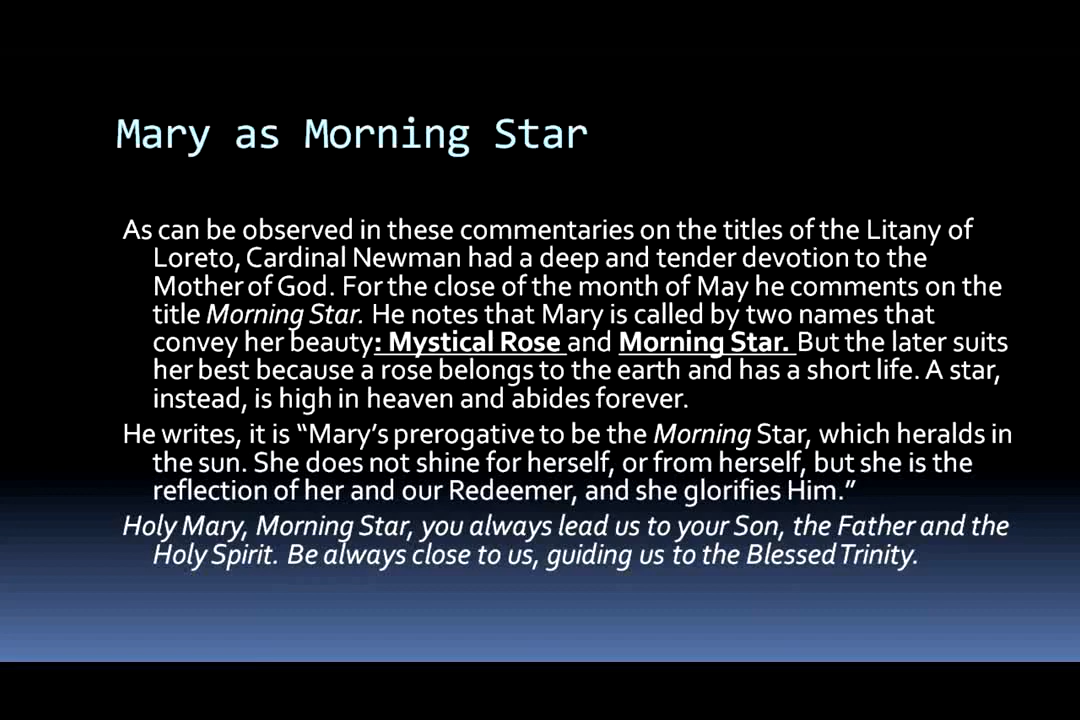 Mary as Morning Star
As can be observed in these commentaries on the titles of the Litany of
Loreto, Cardinal Newman had a deep and tender devotion to the
Mother of God. For the close of the month of May he comments on the
title Morning Star. He notes that Mary is called by two names that
convey her beauty: Mystical Rose and Morning Star. But the later suits
her best because a rose belongs to the earth and has a short life. A star,
instead, is high in heaven and abides forever.
He writes, it is “Mary’s prerogative to be the Morning Star, which heralds in
the sun. She does not shine for herself, or from herself, but she is the
reflection of her and our Redeemer, and she glorifies Him.”
Holy Mary, Morning Star, you always lead us to your Son, the Father and the
Holy Spirit. Be always close to us, guiding us to the Blessed Trinity.